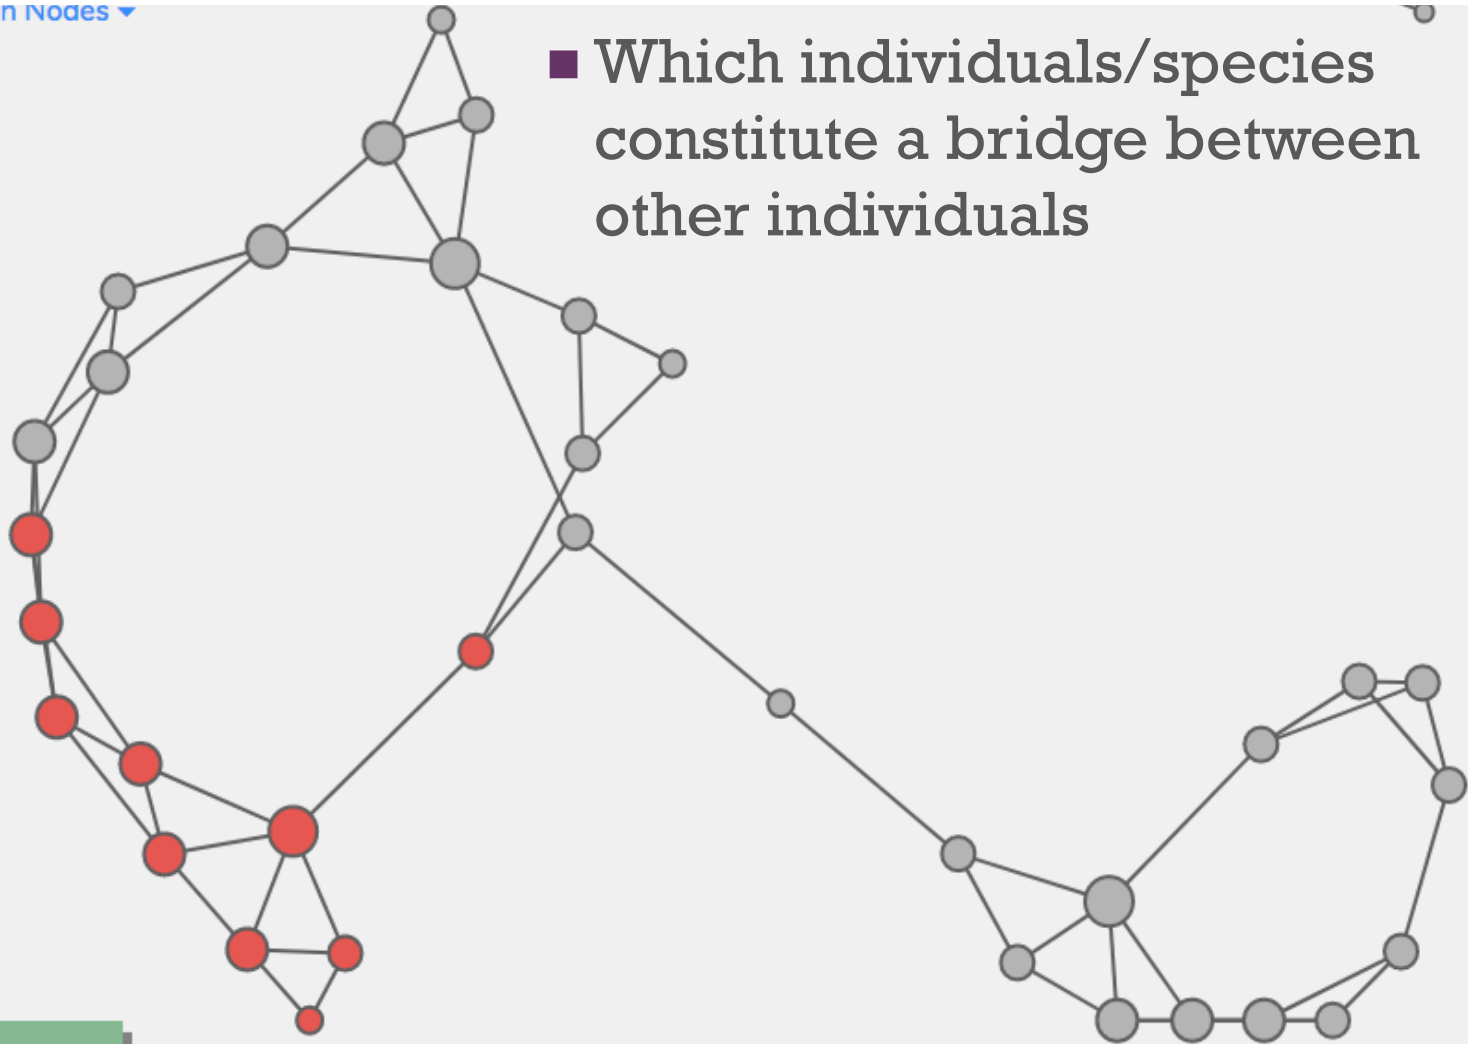 n Nodes
Which individuals/species
constitute a bridge between
other individuals